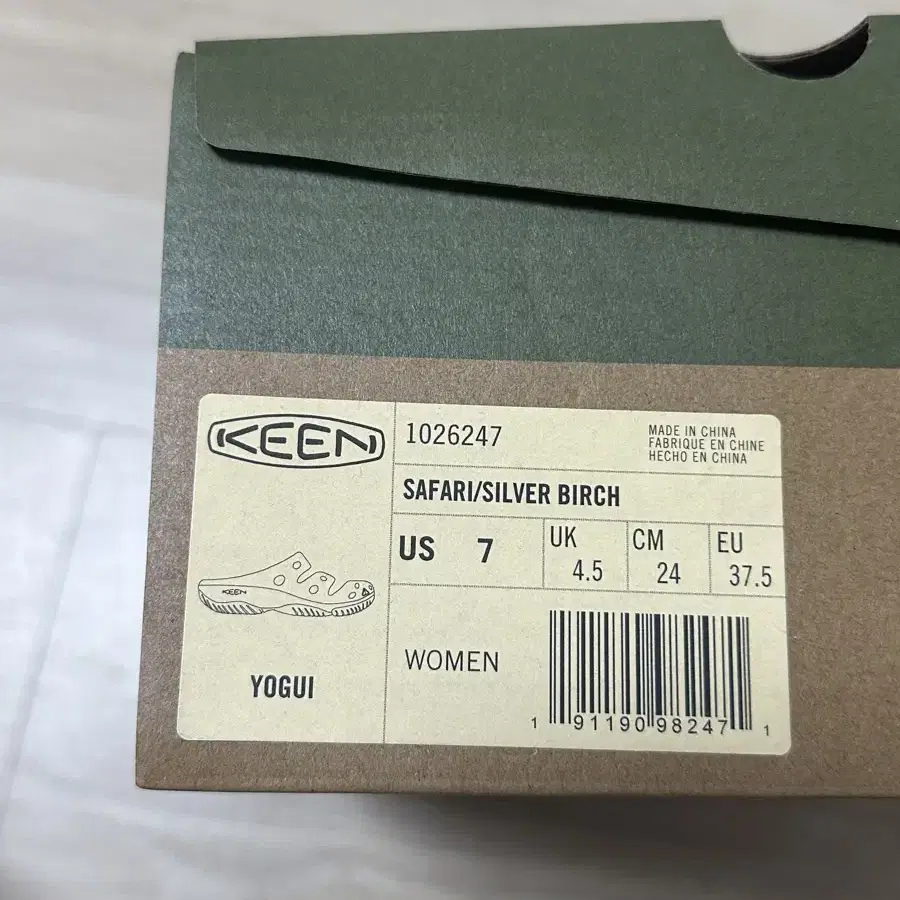 KEEN
1026247
MADE IN CHINA
FABRIQUE EN CHINE
HECHO EN CHINA
SAFARI/SILVER BIRCH
US 7
UK 4.5
CM 24
EU 37.5
KEEN
YOGUI
WOMEN
1 91190 98247 1